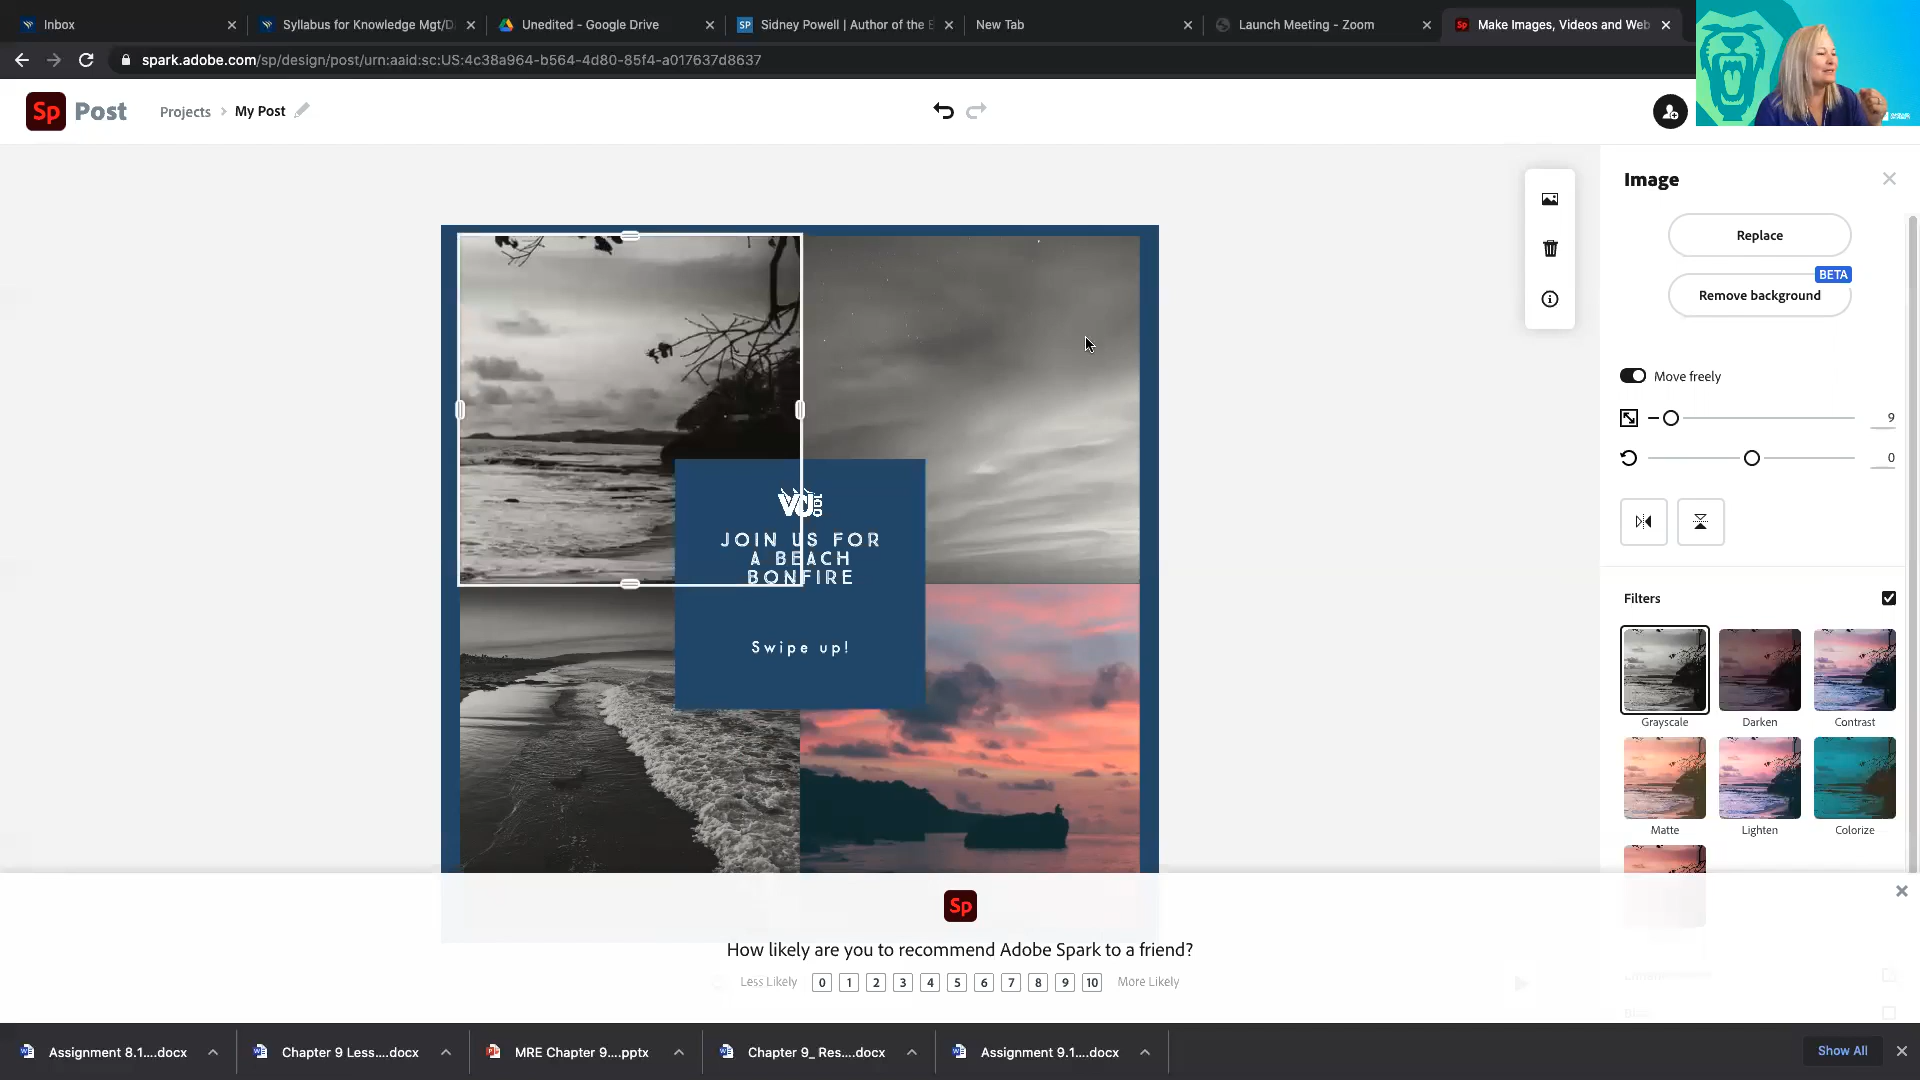 Inbox
Syllabus for Knowledge Mgt/D
Unedited - Google Drive
SP Sidney Powell | Author of the B
New Tab
Launch Meeting - Zoom
Sp Make Images, Videos and Web
spark.adobe.com/sp/design/post/urn:aaid:sc:US:4c38a964-b564-4d80-85f4-a017637d8637
Sp Post
Projects > My Post
Image
Replace
BETA
Remove background
Move freely
9
0
VU
JOIN US FOR
A BEACH
BONFIRE
Swipe up!
Filters
Grayscale
Darken
Contrast
Matte
Lighten
Colorize
Sp
How likely are you to recommend Adobe Spark to a friend?
Less Likely 0 1 2 3 4 5 6 7 8 9 10 More Likely
Assignment 8.1....docx
Chapter 9 Less....docx
MRE Chapter 9....pptx
Chapter 9_ Res....docx
Assignment 9.1....docx
Show All